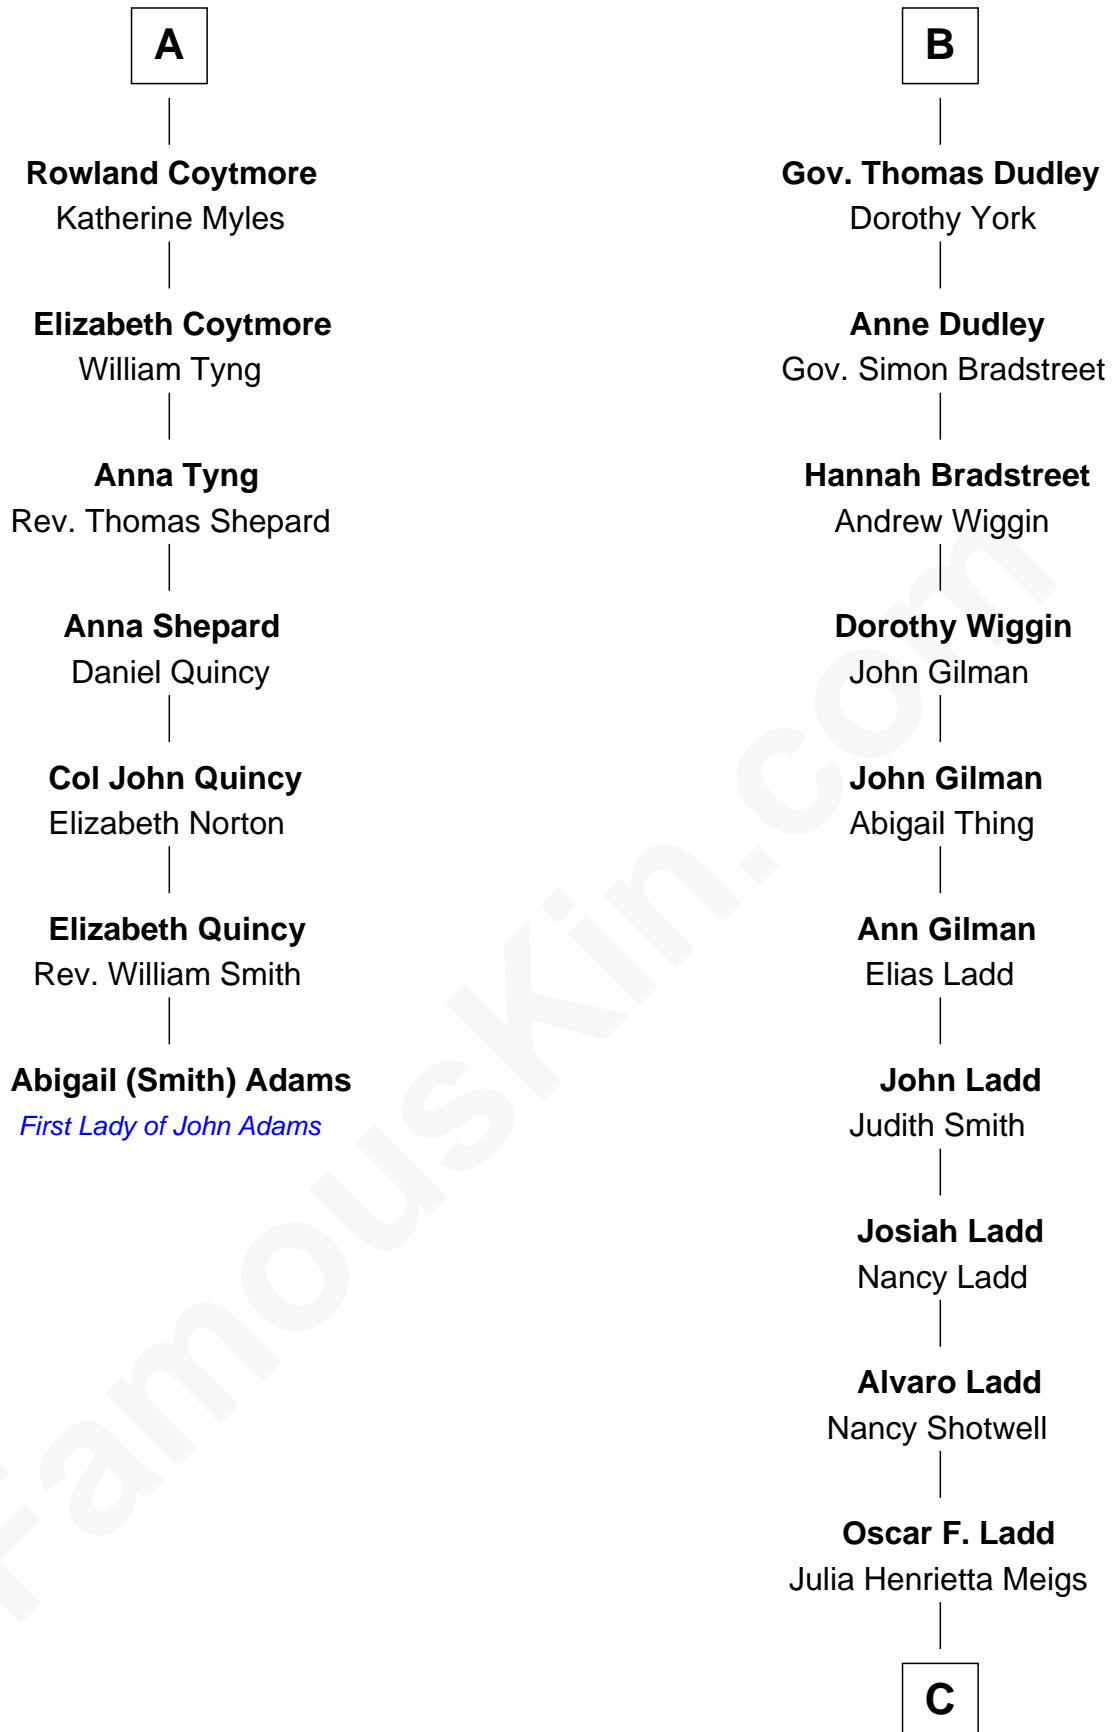 A
Rowland Coytmore
Katherine Myles
Elizabeth Coytmore
William Tyng
Anna Tyng
Rev. Thomas Shepard
Anna Shepard
Daniel Quincy
Col John Quincy
Elizabeth Norton
Elizabeth Quincy
Rev. William Smith
Abigail (Smith) Adams
First Lady of John Adams
B
Gov. Thomas Dudley
Dorothy York
Anne Dudley
Gov. Simon Bradstreet
Hannah Bradstreet
Andrew Wiggin
Dorothy Wiggin
John Gilman
John Gilman
Abigail Thing
Ann Gilman
Elias Ladd
John Ladd
Judith Smith
Josiah Ladd
Nancy Ladd
Alvaro Ladd
Nancy Shotwell
Oscar F. Ladd
Julia Henrietta Meigs
C
FamousKin.com